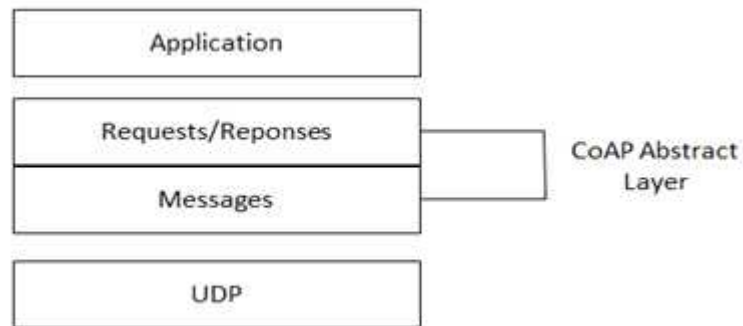 Application
Requests/Reponses
CoAP Abstract
Layer
Messages
UDP